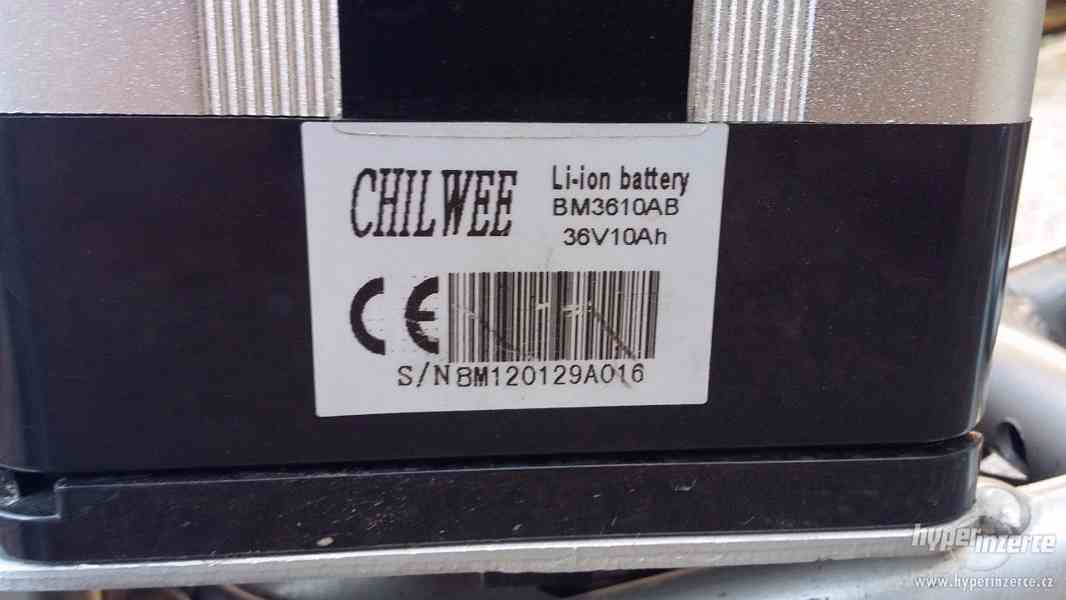 CHILWEE
Li-ion battery
BM3610AB
36V10Ah
CE
S/N BM120129A016
hyperinzerce
www.hyperinzerce.cz